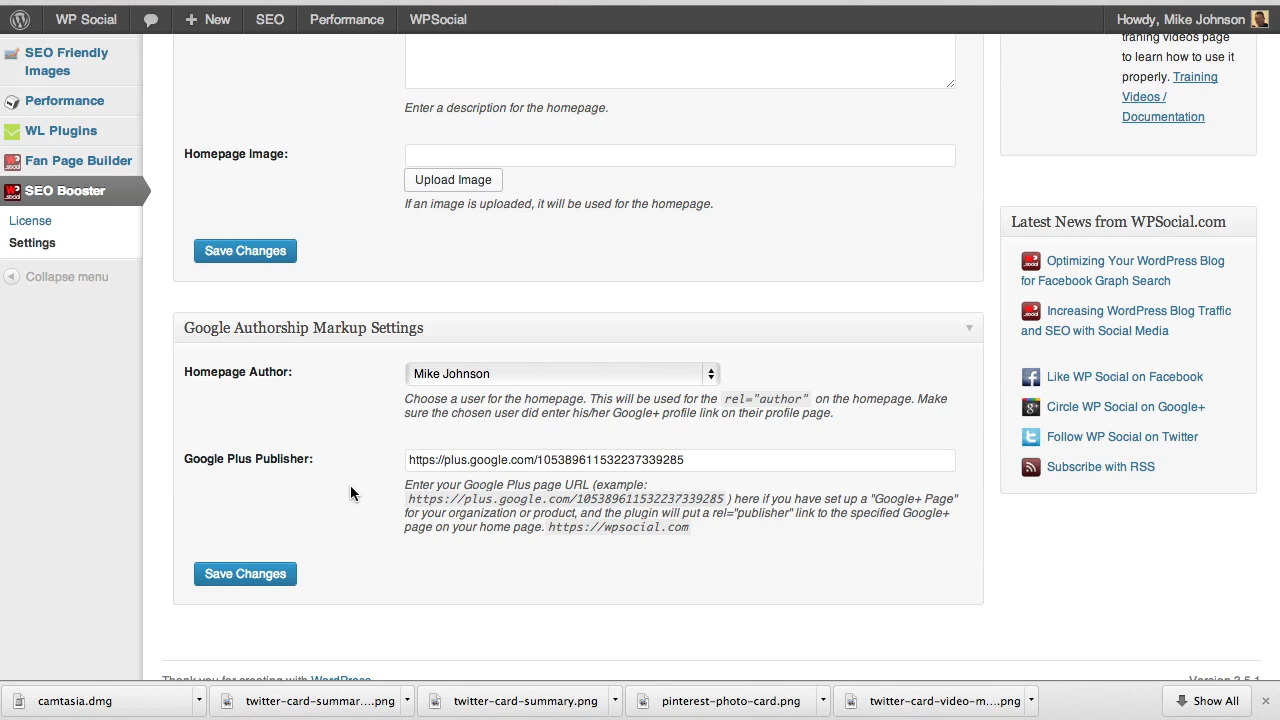 WP Social
New
SEO
Performance
WPSocial
Howdy, Mike Johnson
SEO Friendly
Images
Performance
WL Plugins
Fan Page Builder
SEO Booster
License
Settings
Collapse menu
Enter a description for the homepage.
Homepage Image:
Upload Image
If an image is uploaded, it will be used for the homepage.
Save Changes
Google Authorship Markup Settings
Homepage Author:
Mike Johnson
Choose a user for the homepage. This will be used for the rel="author" on the homepage. Make
sure the chosen user did enter his/her Google+ profile link on their profile page.
Google Plus Publisher:
https://plus.google.com/105389611532237339285
Enter your Google Plus page URL (example:
https://plus.google.com/105389611532237339285 ) here if you have set up a "Google+ Page"
for your organization or product, and the plugin will put a rel="publisher" link to the specified Google+
page on your home page. https://wpsocial.com
Save Changes
traning videos page
to learn how to use it
properly. Training
Videos /
Documentation
Latest News from WPSocial.com
Optimizing Your WordPress Blog
for Facebook Graph Search
Increasing WordPress Blog Traffic
and SEO with Social Media
Like WP Social on Facebook
Circle WP Social on Google+
Follow WP Social on Twitter
Subscribe with RSS
Thank you for creating with WordPress
Version 3.5.1
camtasia.dmg
twitter-card-summar....png
twitter-card-summary.png
pinterest-photo-card.png
twitter-card-video-m....png
Show All